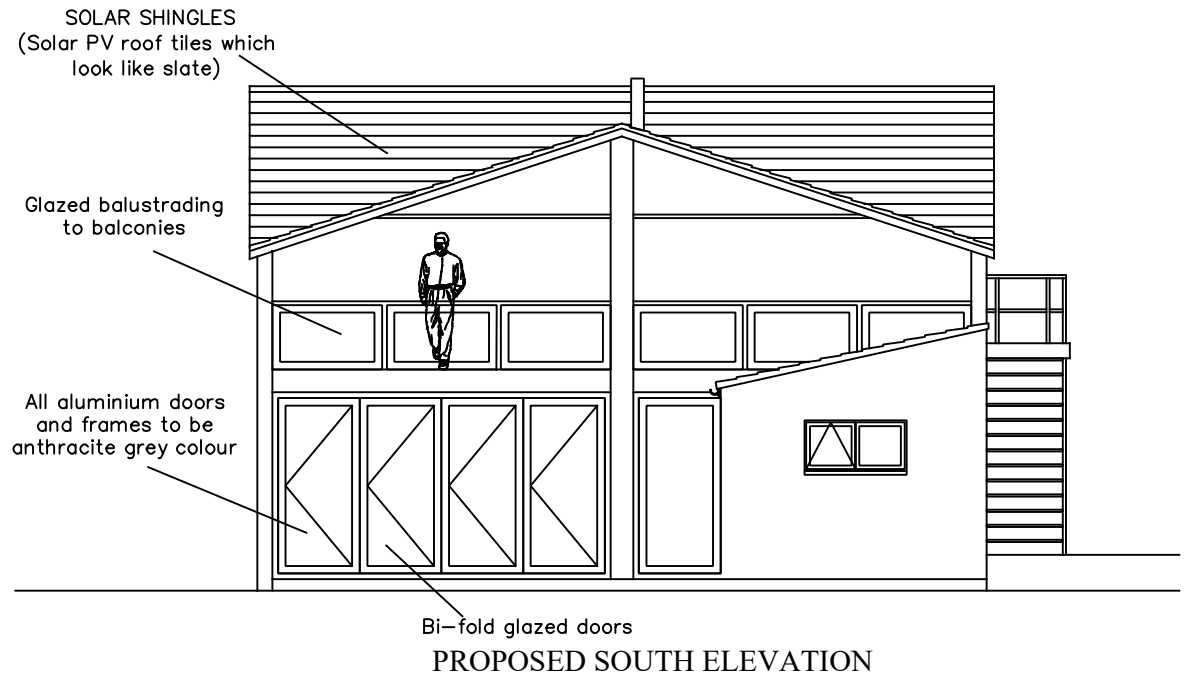 SOLAR SHINGLES
(Solar PV roof tiles which
look like slate)
Glazed balustrading
to balconies
All aluminium doors
and frames to be
anthracite grey colour
Bi-fold glazed doors
PROPOSED SOUTH ELEVATION